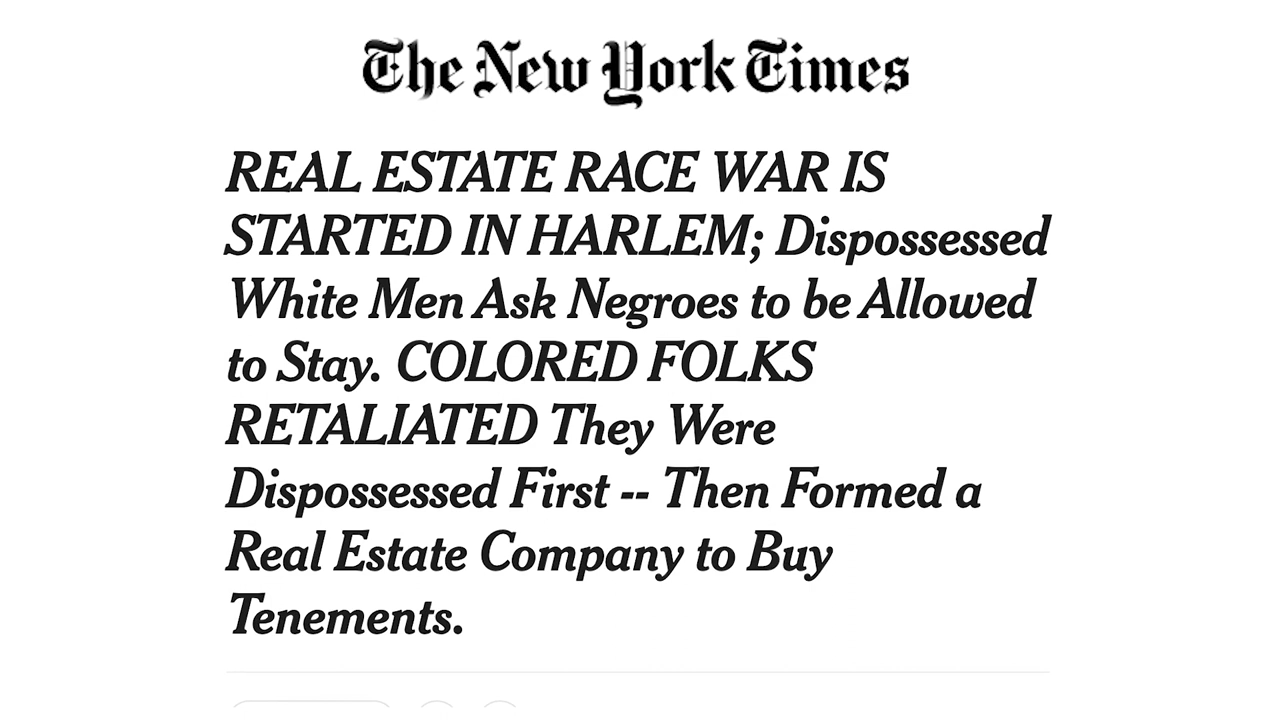 The New York Times
REAL ESTATE RACE WAR IS
STARTED IN HARLEM; Dispossessed
White Men Ask Negroes to be Allowed
to Stay. COLORED FOLKS
RETALIATED They Were
Dispossessed First -- Then Formed a
Real Estate Company to Buy
Tenements.